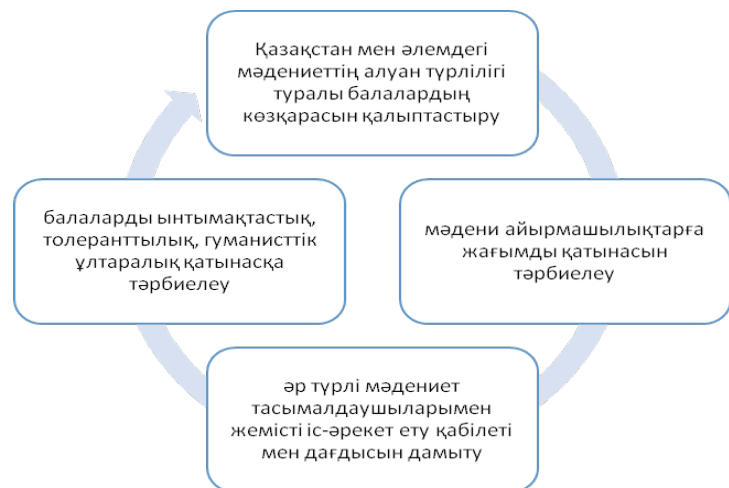 Қазақстан мен әлемдегі
мәдениеттің алуан түрлілігі
туралы балалардың
көзқарасын қалыптастыру
мәдени айырмашылықтарға
жағымды қатынасын
тәрбиелеу
әр түрлі мәдениет
тасымалдаушыларымен
жемісті іс-әрекет ету қабілеті
мен дағдысын дамыту
балаларды ынтымақтастық,
толеранттылық, гуманисттік
ұлтаралық қатынасқа
тәрбиелеу